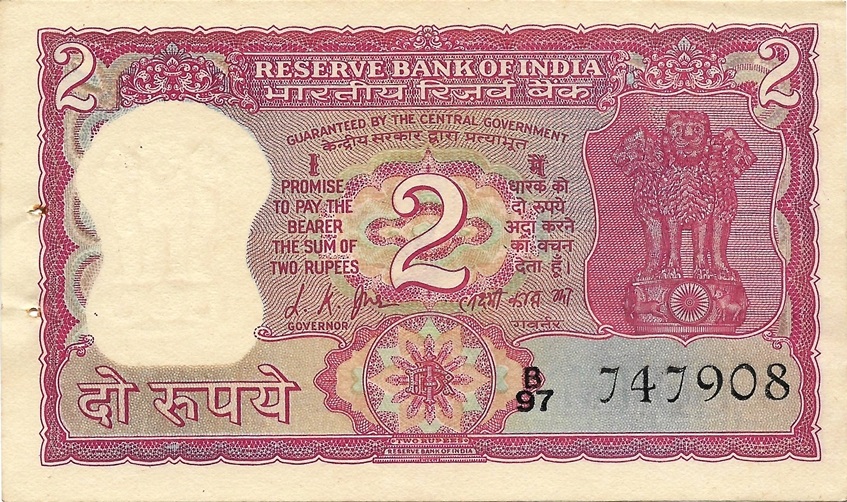 2
2
RESERVE BANK OF INDIA
भारतीय रिज़र्व बैंक
GUARANTEED BY THE CENTRAL GOVERNMENT
केन्द्रीय सरकार द्वारा प्रत्याभूत
I
PROMISE
TO PAY THE
BEARER
THE SUM OF
TWO RUPEES
2
मैं
धारक को
दो रुपये
अदा करने
का वचन
देता हूँ।
L. K. Jha
GOVERNOR
लक्ष्मी कान्त झा
गवर्नर
दो रुपये
B
97
747908
TWO RUPEES
RESERVE BANK OF INDIA